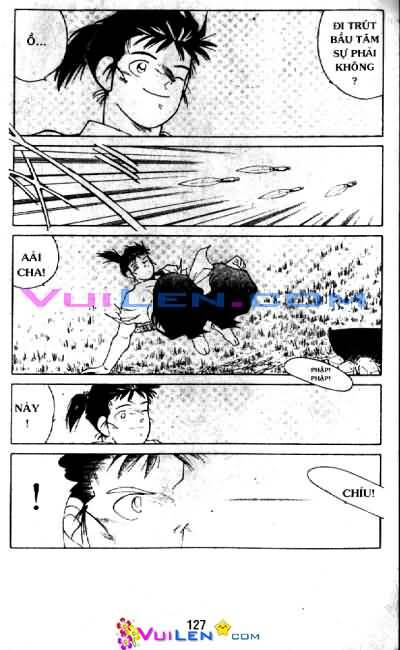 Ồ...
ĐI TRÚT
BẦU TÂM
SỰ PHẢI
KHÔNG
?
AÁI
CHA!
VUILEN.COM
PHẬP!
PHẬP!
NÀY
!
!
CHÍU!
127
VUILEN COM